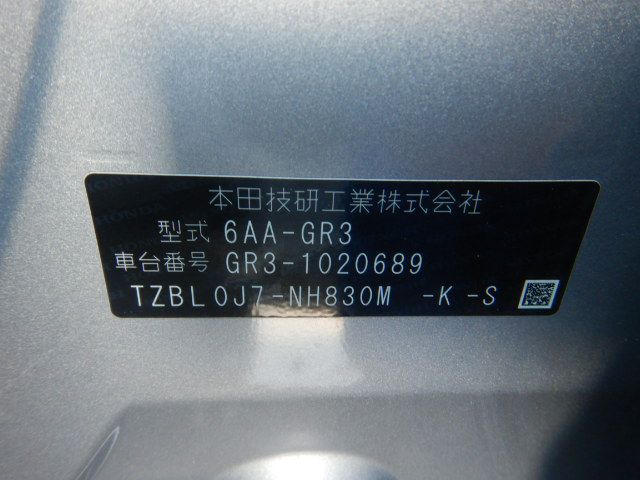 本田技研工業株式会社
型式 6AA-GR3
車台番号 GR3-1020689
TZBL0J7-NH830M -K -S